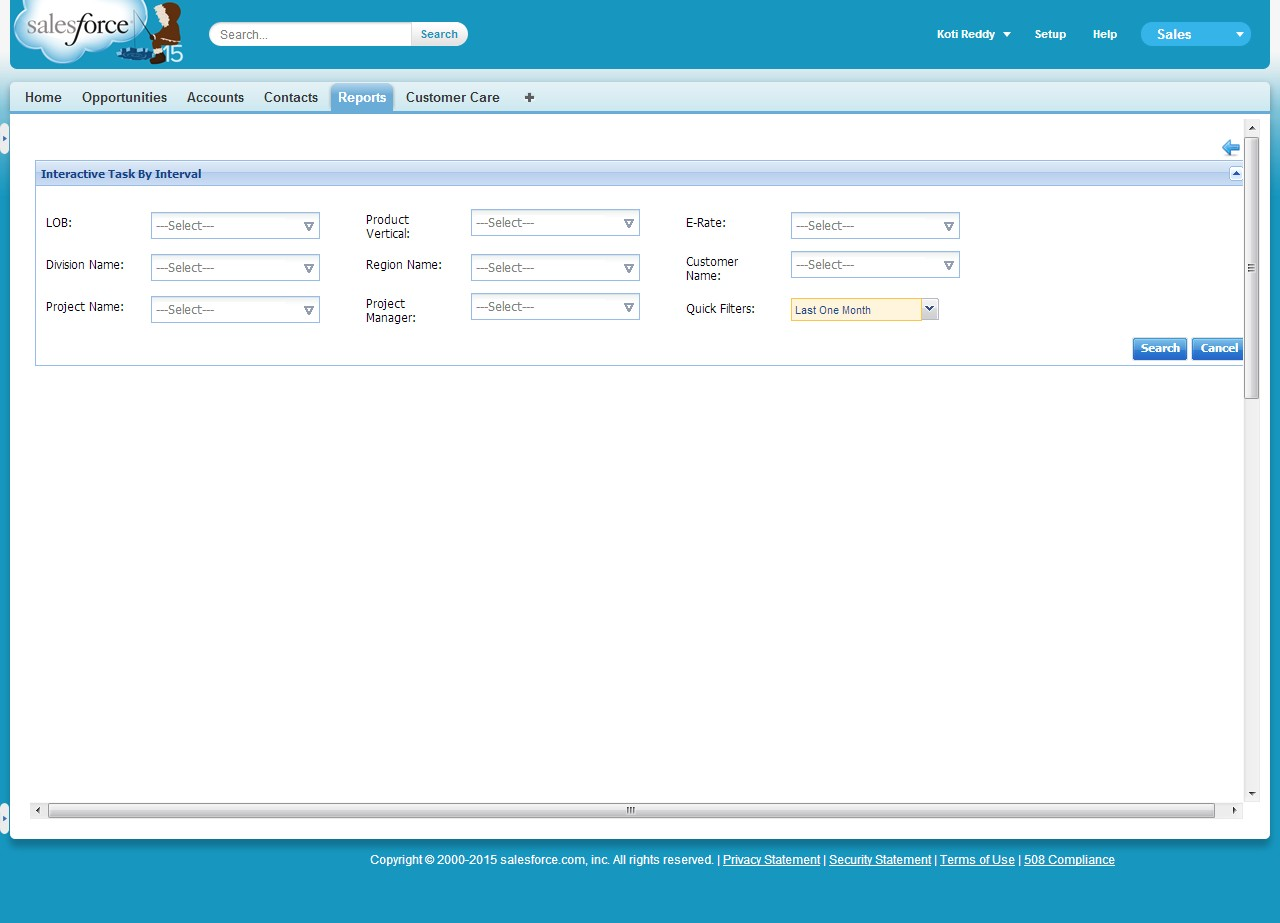 salesforce
15
Search...
Search
Koti Reddy
Setup
Help
Sales
Home
Opportunities
Accounts
Contacts
Reports
Customer Care
+
Interactive Task By Interval
LOB:
---Select---
Product
Vertical:
---Select---
E-Rate:
---Select---
Division Name:
---Select---
Region Name:
---Select---
Customer
Name:
---Select---
Project Name:
---Select---
Project
Manager:
---Select---
Quick Filters:
Last One Month
Search
Cancel
Copyright © 2000-2015 salesforce.com, inc. All rights reserved. | Privacy Statement | Security Statement | Terms of Use | 508 Compliance